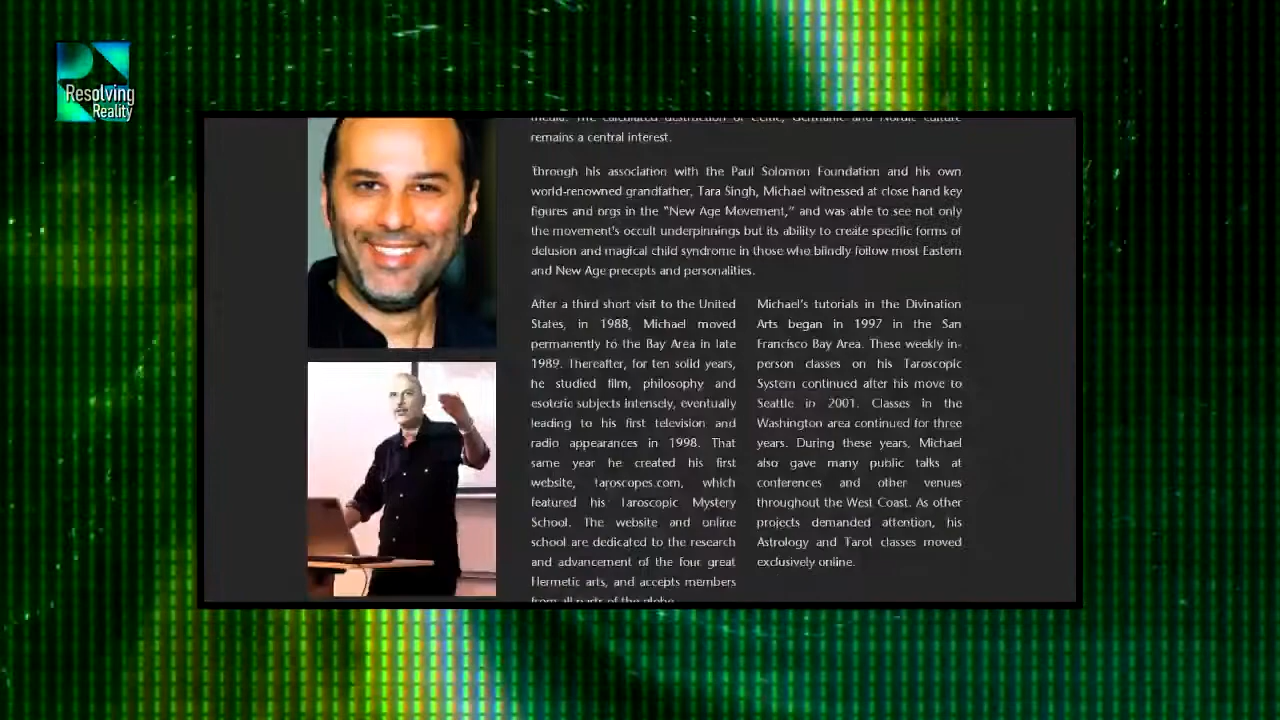 Resolving
Reality
remains a central interest.
Through his association with the Paul Solomon Foundation and his own
world-renowned grandfather, Tara Singh, Michael witnessed at close hand key
figures and orgs in the "New Age Movement," and was able to see not only
the movement's occult underpinnings but its ability to create specific forms of
delusion and magical child syndrome in those who blindly follow most Eastern
and New Age precepts and personalities.
After a third short visit to the United
States, in 1988, Michael moved
permanently to the Bay Area in late
1989. Thereafter, for ten solid years,
he studied film, philosophy and
esoteric subjects intensely, eventually
leading to his first television and
radio appearances in 1998. That
same year he created his first
website, Taroscopes.com, which
featured his Taroscopic Mystery
School. The website and online
school are dedicated to the research
and advancement of the four great
Hermetic arts, and accepts members
from all parts of the globe.
Michael's tutorials in the Divination
Arts began in 1997 in the San
Francisco Bay Area. These weekly in-
person classes on his Taroscopic
System continued after his move to
Seattle in 2001. Classes in the
Washington area continued for three
years. During these years, Michael
also gave many public talks at
conferences and other venues
throughout the West Coast. As other
projects demanded attention, his
Astrology and Tarot classes moved
exclusively online.